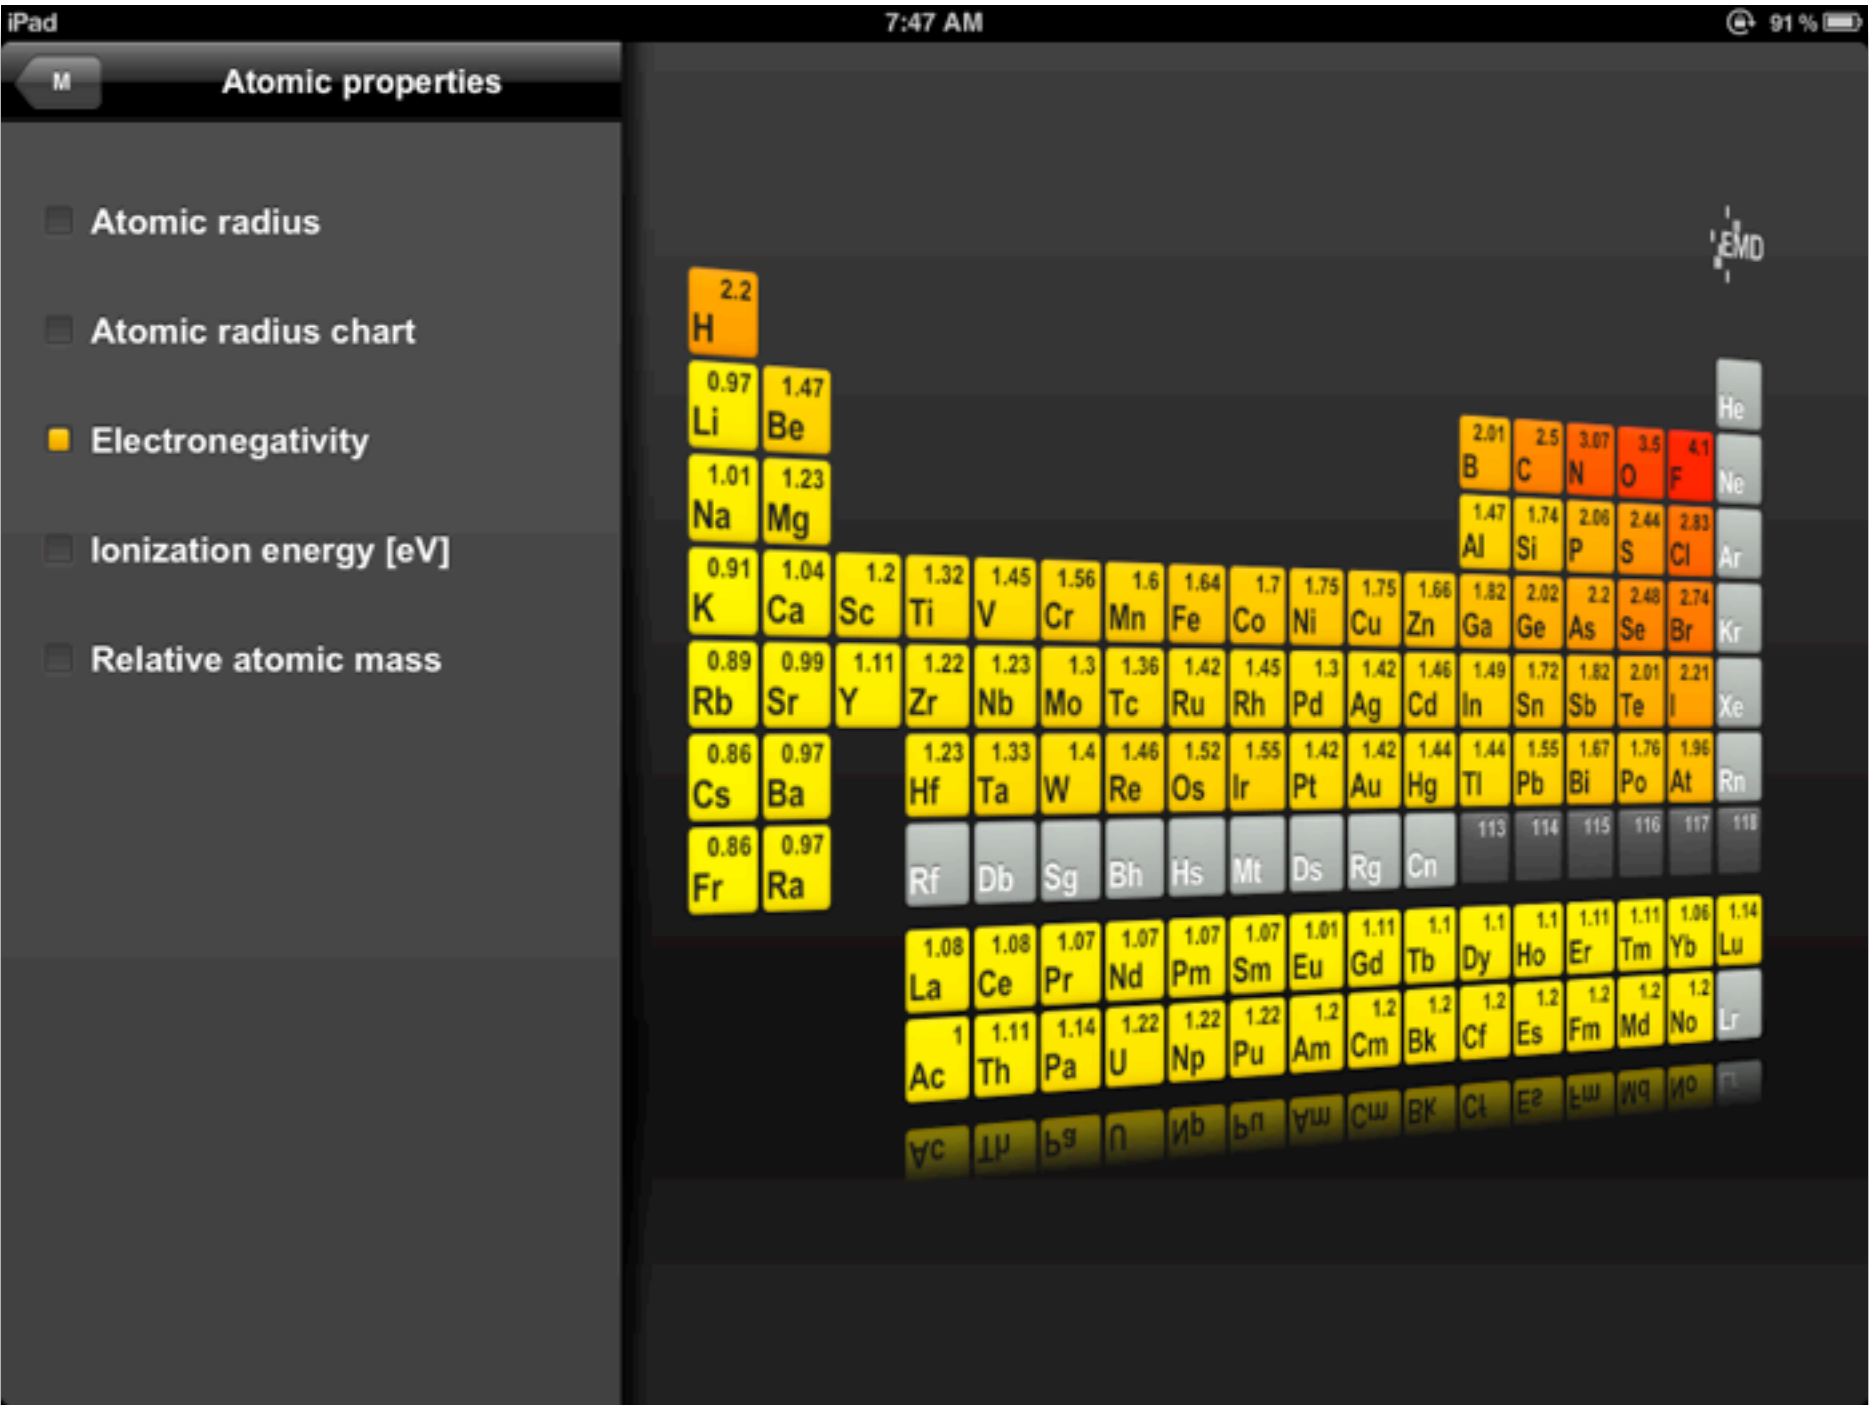 iPad 7:47 AM 91%
M Atomic properties
Atomic radius
Atomic radius chart
Electronegativity
Ionization energy [eV]
Relative atomic mass
EMD
2.2
H
He
0.97 1.47 2.01 2.5 3.07 3.5 4.1
Li Be B C N O F Ne
1.01 1.23 1.47 1.74 2.06 2.44 2.83
Na Mg Al Si P S Cl Ar
0.91 1.04 1.2 1.32 1.45 1.56 1.6 1.64 1.7 1.75 1.75 1.66 1.82 2.02 2.2 2.48 2.74
K Ca Sc Ti V Cr Mn Fe Co Ni Cu Zn Ga Ge As Se Br Kr
0.89 0.99 1.11 1.22 1.23 1.3 1.36 1.42 1.45 1.3 1.42 1.46 1.49 1.72 1.82 2.01 2.21
Rb Sr Y Zr Nb Mo Tc Ru Rh Pd Ag Cd In Sn Sb Te I Xe
0.86 0.97 1.23 1.33 1.4 1.46 1.52 1.55 1.42 1.42 1.44 1.44 1.55 1.67 1.76 1.96
Cs Ba Hf Ta W Re Os Ir Pt Au Hg Tl Pb Bi Po At Rn
0.86 0.97 113 114 115 116 117 118
Fr Ra Rf Db Sg Bh Hs Mt Ds Rg Cn
1.08 1.08 1.07 1.07 1.07 1.07 1.01 1.11 1.1 1.1 1.1 1.11 1.11 1.06 1.14
La Ce Pr Nd Pm Sm Eu Gd Tb Dy Ho Er Tm Yb Lu
1 1.11 1.14 1.22 1.22 1.22 1.2 1.2 1.2 1.2 1.2 1.2 1.2 1.2
Ac Th Pa U Np Pu Am Cm Bk Cf Es Fm Md No Lr